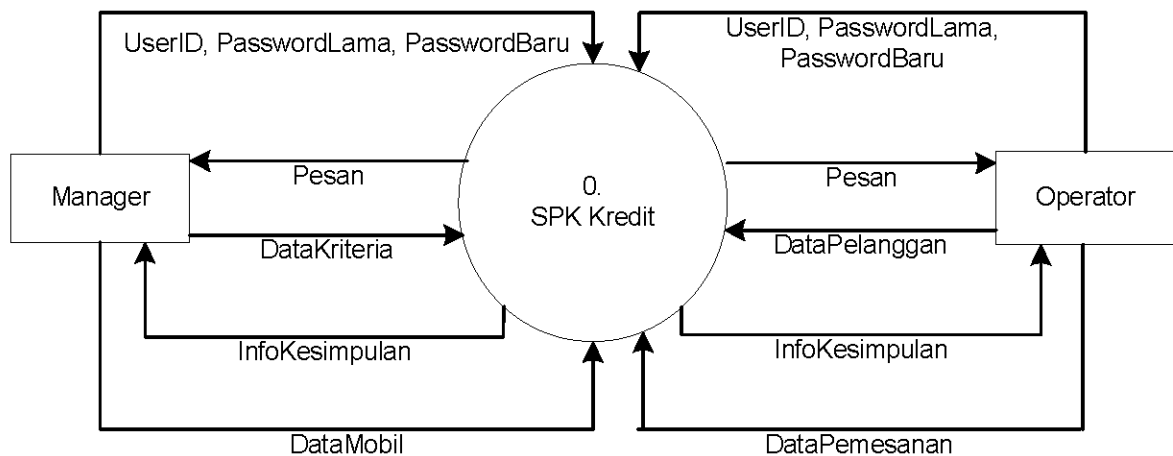 UserID, PasswordLama, PasswordBaru
UserID, PasswordLama,
PasswordBaru
Manager
Pesan
0.
SPK Kredit
Pesan
Operator
DataKriteria
DataPelanggan
InfoKesimpulan
InfoKesimpulan
DataMobil
DataPemesanan